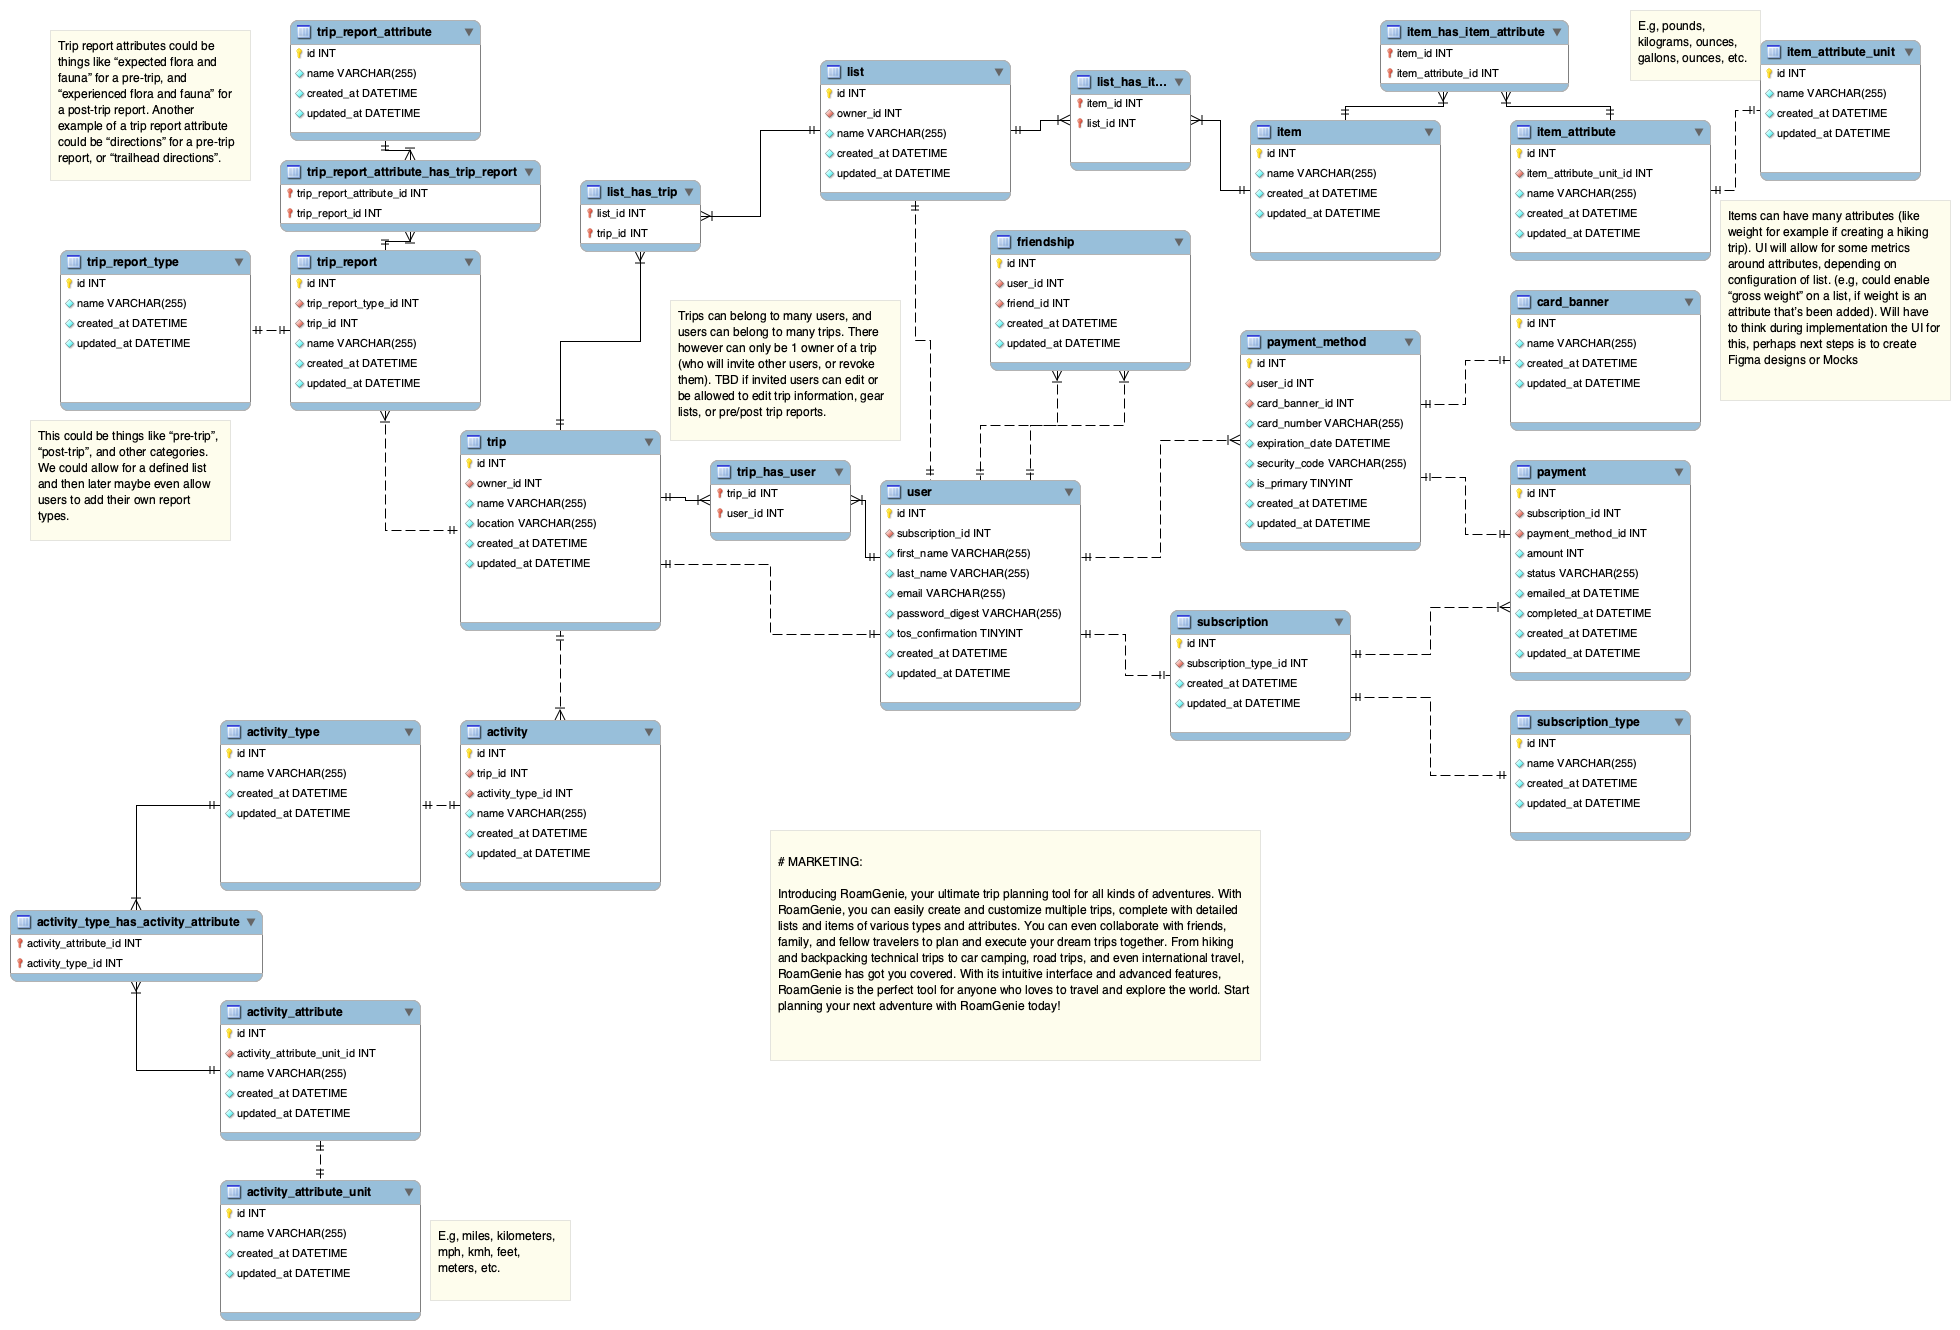 Trip report attributes could be
things like “expected flora and
fauna” for a pre-trip, and
“experienced flora and fauna” for
a post-trip report. Another
example of a trip report attribute
could be “directions” for a pre-trip
report, or “trailhead directions”.
trip_report_attribute
id INT
name VARCHAR(255)
created_at DATETIME
updated_at DATETIME
trip_report_attribute_has_trip_report
trip_report_attribute_id INT
trip_report_id INT
trip_report_type
id INT
name VARCHAR(255)
created_at DATETIME
updated_at DATETIME
trip_report
id INT
trip_report_type_id INT
trip_id INT
name VARCHAR(255)
created_at DATETIME
updated_at DATETIME
This could be things like “pre-trip”,
“post-trip”, and other categories.
We could allow for a defined list
and then later maybe even allow
users to add their own report
types.
list_has_trip
list_id INT
trip_id INT
list
id INT
owner_id INT
name VARCHAR(255)
created_at DATETIME
updated_at DATETIME
list_has_it...
item_id INT
list_id INT
item_has_item_attribute
item_id INT
item_attribute_id INT
E.g, pounds,
kilograms, ounces,
gallons, ounces, etc.
item_attribute_unit
id INT
name VARCHAR(255)
created_at DATETIME
updated_at DATETIME
item
id INT
name VARCHAR(255)
created_at DATETIME
updated_at DATETIME
item_attribute
id INT
item_attribute_unit_id INT
name VARCHAR(255)
created_at DATETIME
updated_at DATETIME
Items can have many attributes (like
weight for example if creating a hiking
trip). UI will allow for some metrics
around attributes, depending on
configuration of list. (e.g, could enable
“gross weight” on a list, if weight is an
attribute that’s been added). Will have
to think during implementation the UI for
this, perhaps next steps is to create
Figma designs or Mocks
friendship
id INT
user_id INT
friend_id INT
created_at DATETIME
updated_at DATETIME
Trips can belong to many users, and
users can belong to many trips. There
however can only be 1 owner of a trip
(who will invite other users, or revoke
them). TBD if invited users can edit or
be allowed to edit trip information, gear
lists, or pre/post trip reports.
card_banner
id INT
name VARCHAR(255)
created_at DATETIME
updated_at DATETIME
payment_method
id INT
user_id INT
card_banner_id INT
card_number VARCHAR(255)
expiration_date DATETIME
security_code VARCHAR(255)
is_primary TINYINT
created_at DATETIME
updated_at DATETIME
trip
id INT
owner_id INT
name VARCHAR(255)
location VARCHAR(255)
created_at DATETIME
updated_at DATETIME
trip_has_user
trip_id INT
user_id INT
user
id INT
subscription_id INT
first_name VARCHAR(255)
last_name VARCHAR(255)
email VARCHAR(255)
password_digest VARCHAR(255)
tos_confirmation TINYINT
created_at DATETIME
updated_at DATETIME
payment
id INT
subscription_id INT
payment_method_id INT
amount INT
status VARCHAR(255)
emailed_at DATETIME
completed_at DATETIME
created_at DATETIME
updated_at DATETIME
subscription
id INT
subscription_type_id INT
created_at DATETIME
updated_at DATETIME
subscription_type
id INT
name VARCHAR(255)
created_at DATETIME
updated_at DATETIME
activity_type
id INT
name VARCHAR(255)
created_at DATETIME
updated_at DATETIME
activity
id INT
trip_id INT
activity_type_id INT
name VARCHAR(255)
created_at DATETIME
updated_at DATETIME
# MARKETING:
Introducing RoamGenie, your ultimate trip planning tool for all kinds of adventures. With
RoamGenie, you can easily create and customize multiple trips, complete with detailed
lists and items of various types and attributes. You can even collaborate with friends,
family, and fellow travelers to plan and execute your dream trips together. From hiking
and backpacking technical trips to car camping, road trips, and even international travel,
RoamGenie has got you covered. With its intuitive interface and advanced features,
RoamGenie is the perfect tool for anyone who loves to travel and explore the world. Start
planning your next adventure with RoamGenie today!
activity_type_has_activity_attribute
activity_attribute_id INT
activity_type_id INT
activity_attribute
id INT
activity_attribute_unit_id INT
name VARCHAR(255)
created_at DATETIME
updated_at DATETIME
activity_attribute_unit
id INT
name VARCHAR(255)
created_at DATETIME
updated_at DATETIME
E.g, miles, kilometers,
mph, kmh, feet,
meters, etc.